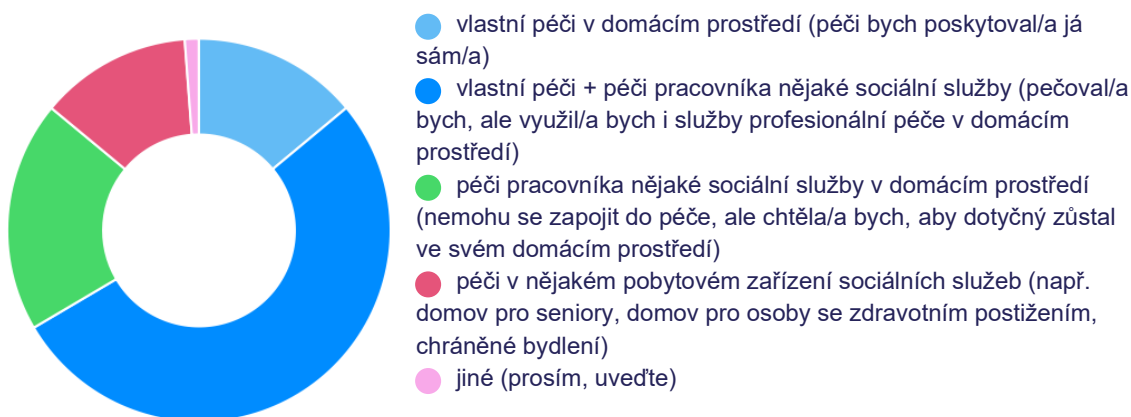 vlastní péči v domácím prostředí (péči bych poskytoval/a já
sám/a)
vlastní péči + péči pracovníka nějaké sociální služby (pečoval/a
bych, ale využil/a bych i služby profesionální péče v domácím
prostředí)
péči pracovníka nějaké sociální služby v domácím prostředí
(nemohu se zapojit do péče, ale chtěla/a bych, aby dotyčný zůstal
ve svém domácím prostředí)
péči v nějakém pobytovém zařízení sociálních služeb (např.
domov pro seniory, domov pro osoby se zdravotním postižením,
chráněné bydlení)
jiné (prosím, uveďte)